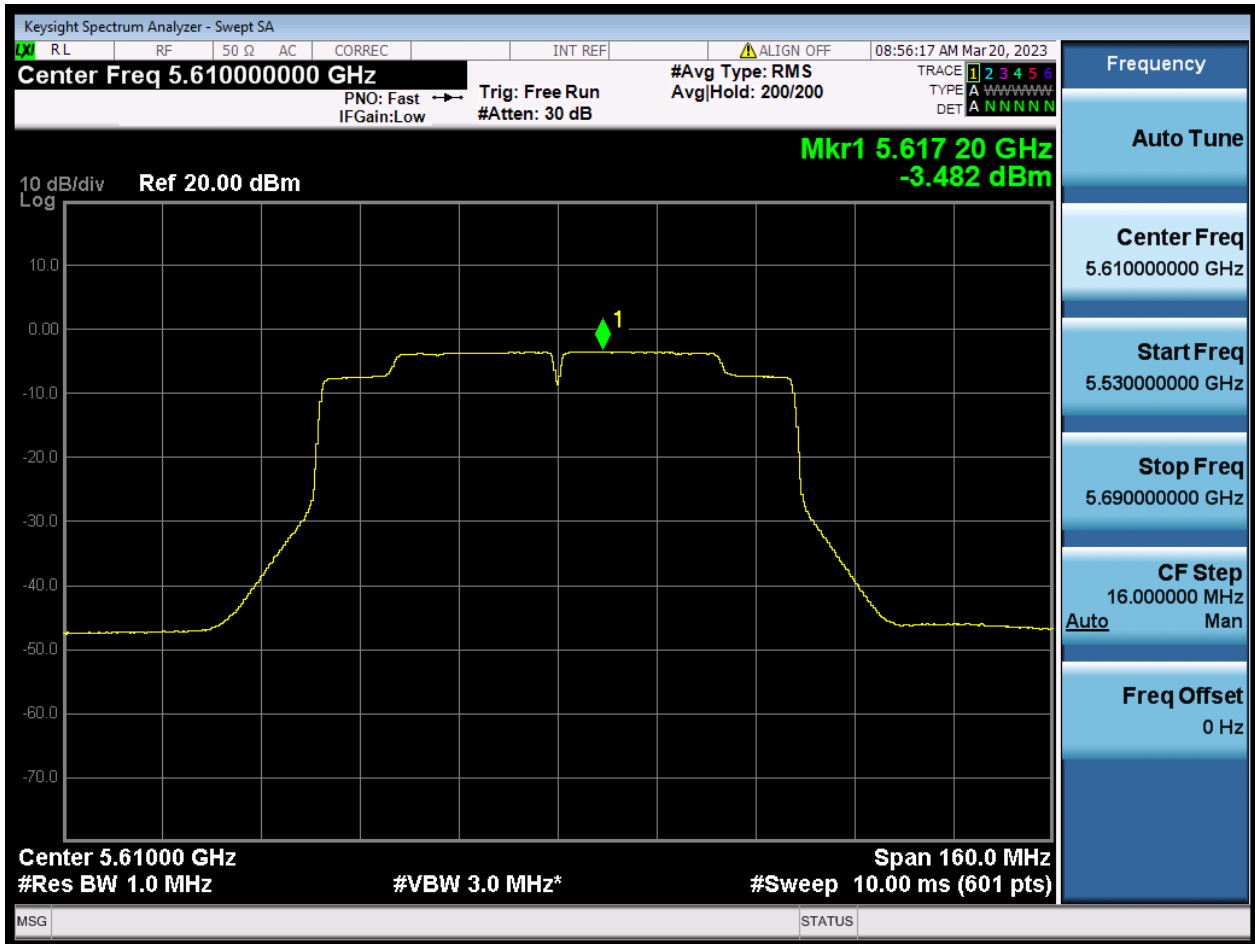 Keysight Spectrum Analyzer - Swept SA
LXI RL RF 50 Ω AC CORREC INT REF ALIGN OFF 08:56:17 AM Mar 20, 2023
Center Freq 5.610000000 GHz
PNO: Fast
IFGain:Low
Trig: Free Run
#Atten: 30 dB
#Avg Type: RMS
Avg|Hold: 200/200
TRACE 1 2 3 4 5 6
TYPE A WWWWW
DET A N N N N N
Mkr1 5.617 20 GHz
-3.482 dBm
10 dB/div Ref 20.00 dBm
Log
10.0
0.00
-10.0
-20.0
-30.0
-40.0
-50.0
-60.0
-70.0
1
Center 5.61000 GHz Span 160.0 MHz
#Res BW 1.0 MHz #VBW 3.0 MHz* #Sweep 10.00 ms (601 pts)
MSG STATUS
Frequency
Auto Tune
Center Freq
5.610000000 GHz
Start Freq
5.530000000 GHz
Stop Freq
5.690000000 GHz
CF Step
16.000000 MHz
Auto Man
Freq Offset
0 Hz